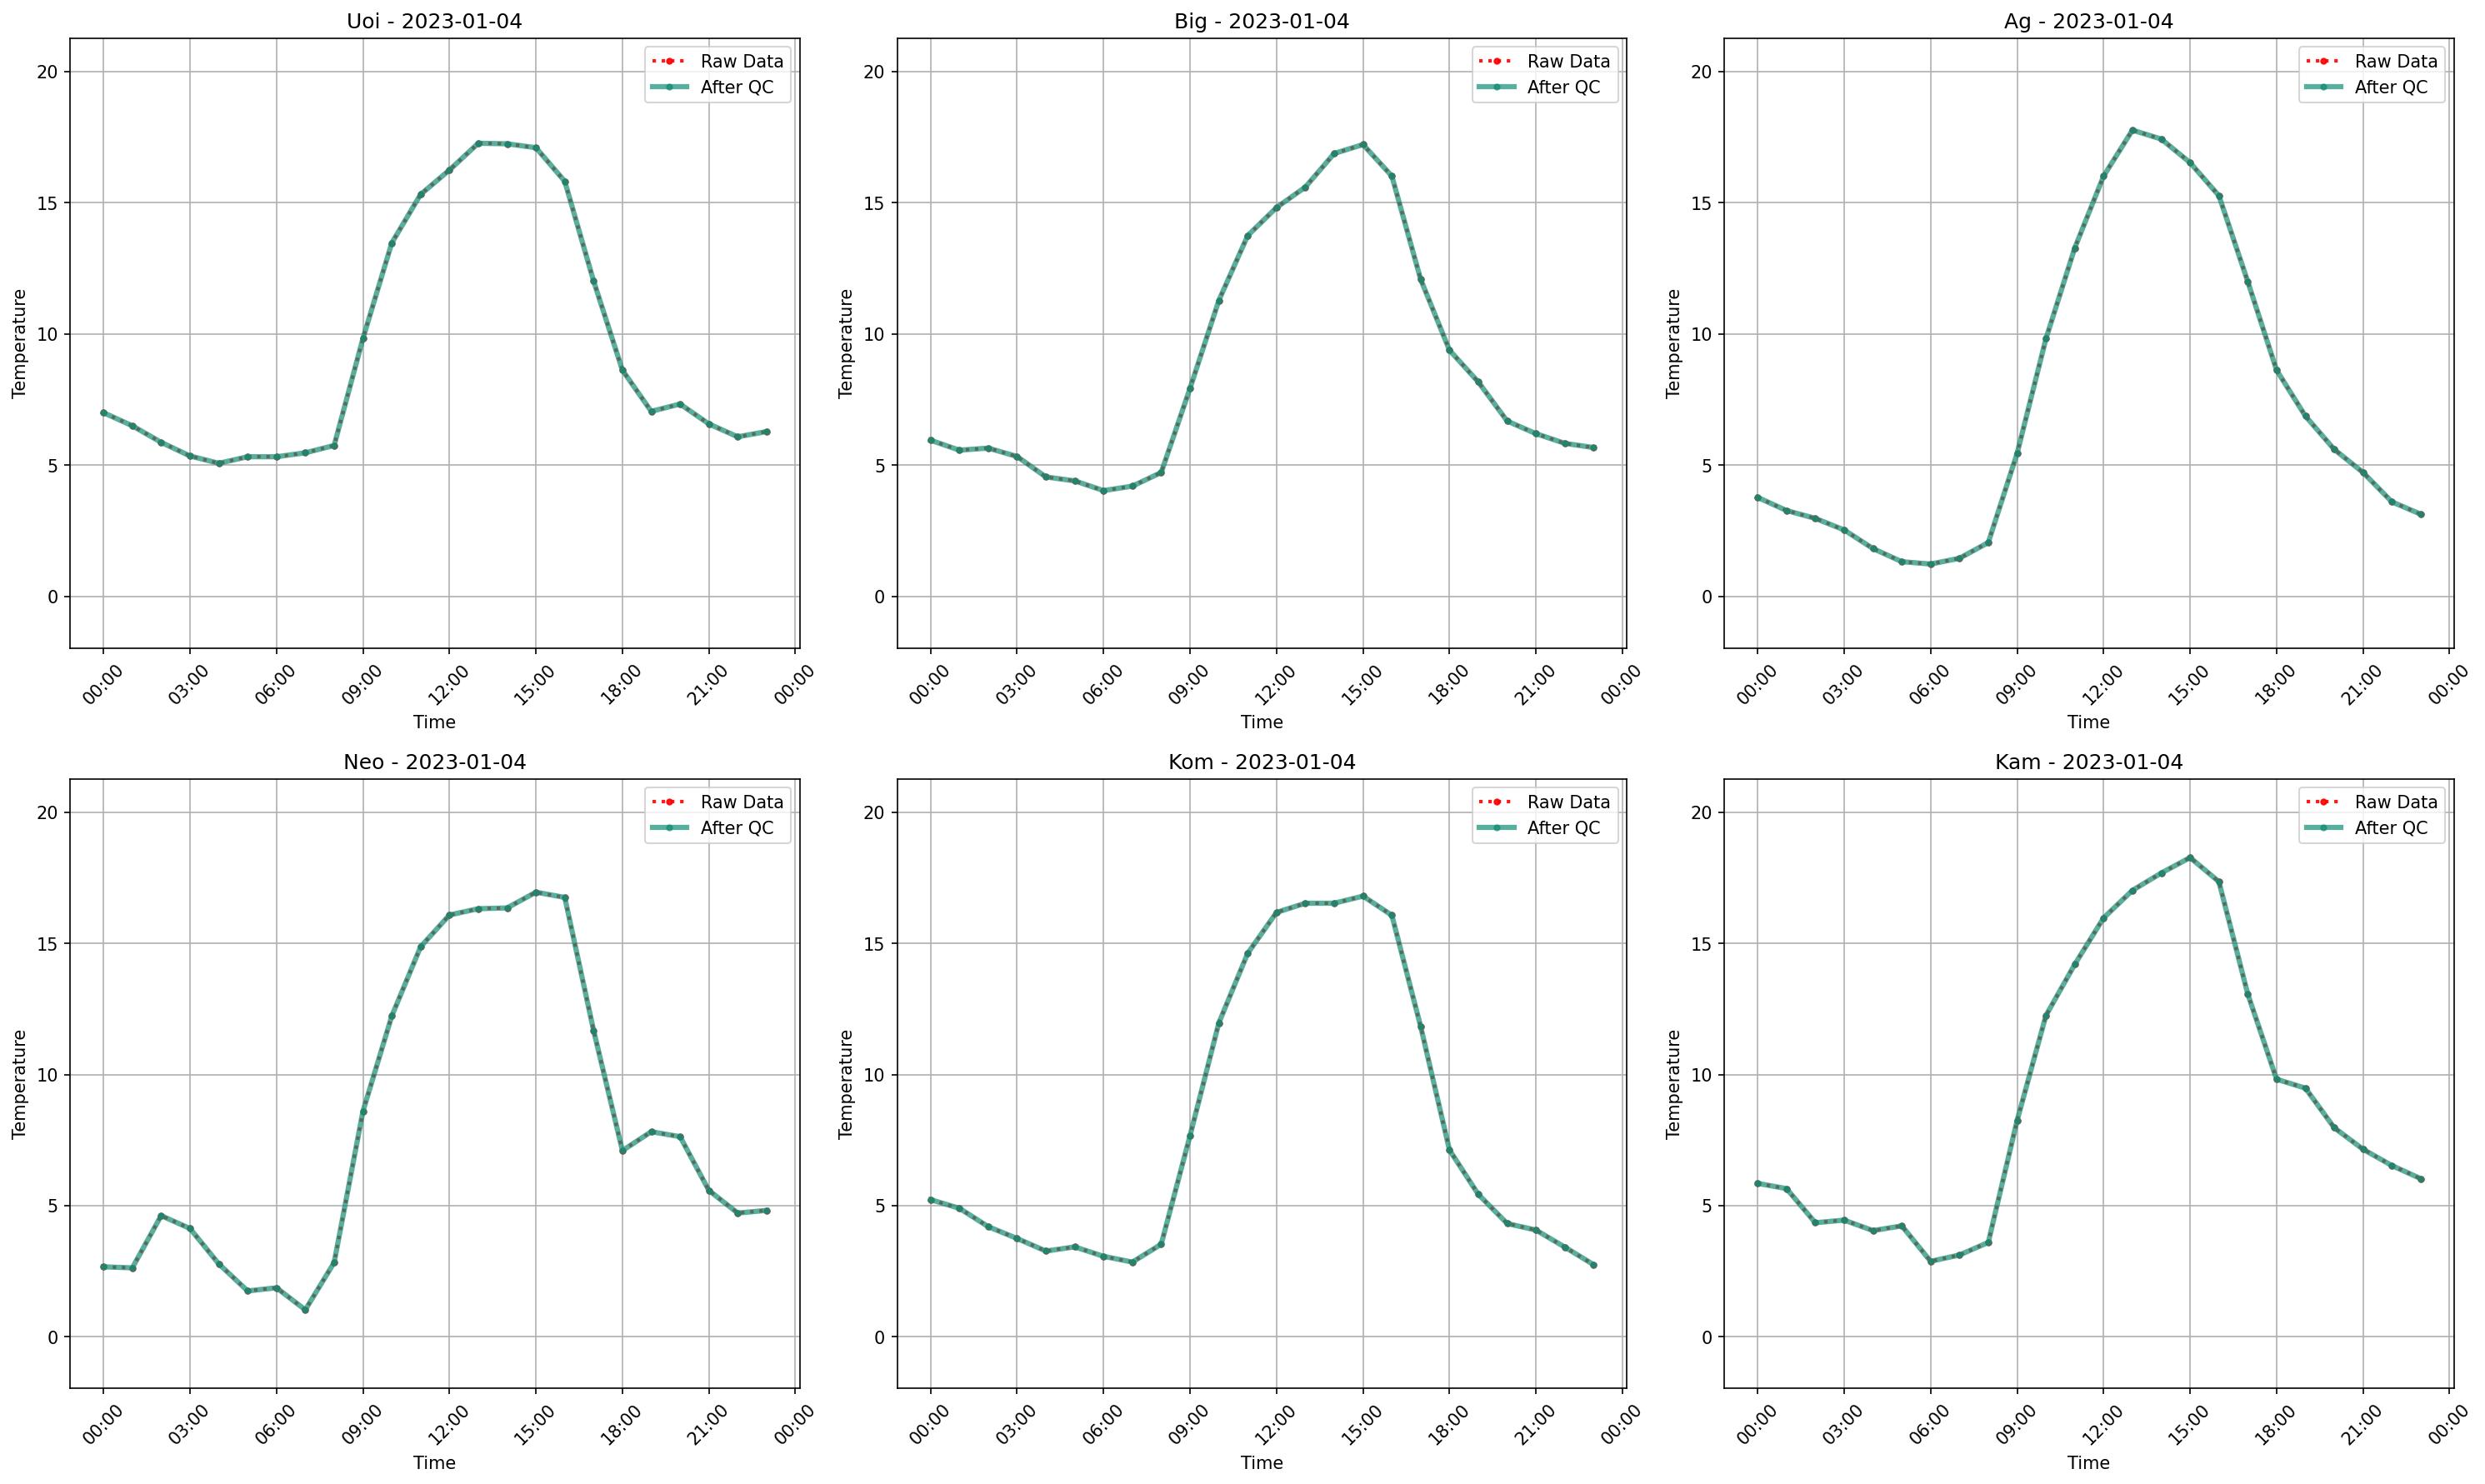 Uoi - 2023-01-04
Raw Data
After QC
20
15
10
5
0
Temperature
00:00
03:00
06:00
09:00
12:00
15:00
18:00
21:00
00:00
Time
Big - 2023-01-04
Raw Data
After QC
20
15
10
5
0
Temperature
00:00
03:00
06:00
09:00
12:00
15:00
18:00
21:00
00:00
Time
Ag - 2023-01-04
Raw Data
After QC
20
15
10
5
0
Temperature
00:00
03:00
06:00
09:00
12:00
15:00
18:00
21:00
00:00
Time
Neo - 2023-01-04
Raw Data
After QC
20
15
10
5
0
Temperature
00:00
03:00
06:00
09:00
12:00
15:00
18:00
21:00
00:00
Time
Kom - 2023-01-04
Raw Data
After QC
20
15
10
5
0
Temperature
00:00
03:00
06:00
09:00
12:00
15:00
18:00
21:00
00:00
Time
Kam - 2023-01-04
Raw Data
After QC
20
15
10
5
0
Temperature
00:00
03:00
06:00
09:00
12:00
15:00
18:00
21:00
00:00
Time